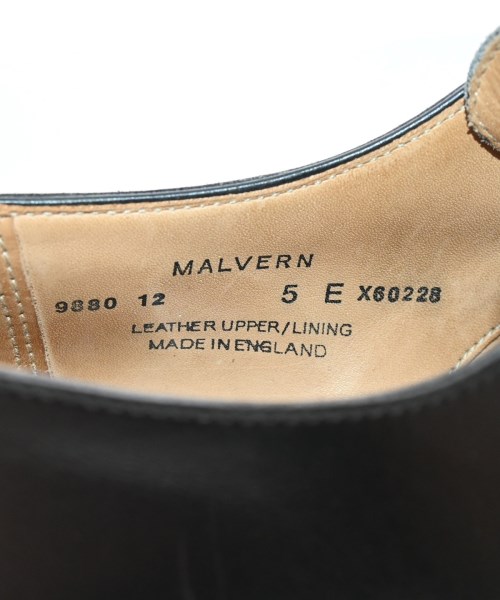 MALVERN
9880 12 5 E X60228
LEATHER UPPER/LINING
MADE IN ENGLAND